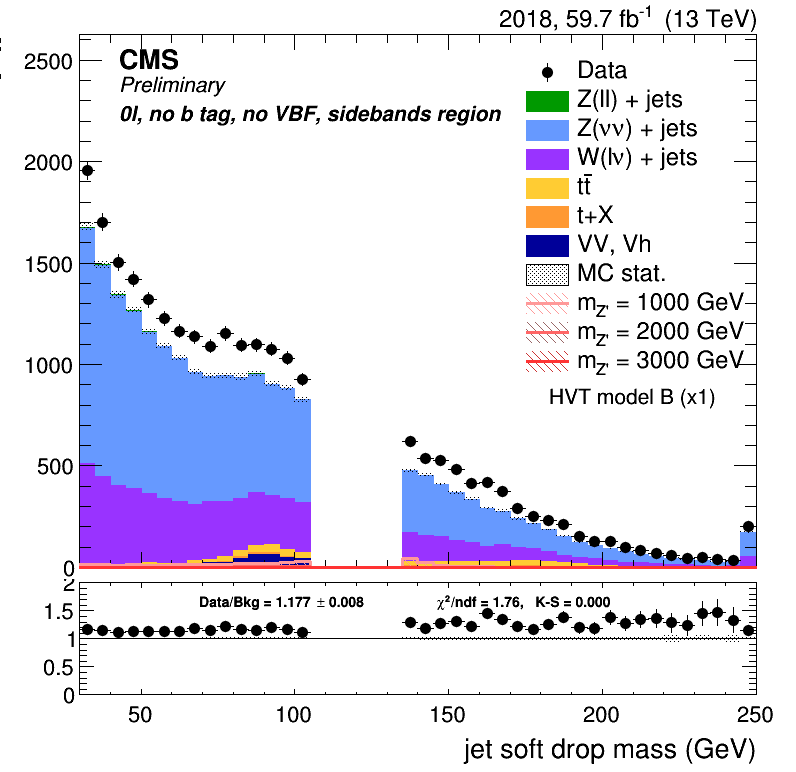 2018, 59.7 fb⁻¹ (13 TeV)
CMS
Preliminary
0l, no b tag, no VBF, sidebands region
Data
Z(ll) + jets
Z(νν) + jets
W(lν) + jets
tt̄
t+X
VV, Vh
MC stat.
m_Z' = 1000 GeV
m_Z' = 2000 GeV
m_Z' = 3000 GeV
HVT model B (x1)
2500
2000
1500
1000
500
0
Data/Bkg = 1.177 ± 0.008
χ²/ndf = 1.76, K-S = 0.000
2
1.5
1
0.5
0
50 100 150 200 250
jet soft drop mass (GeV)